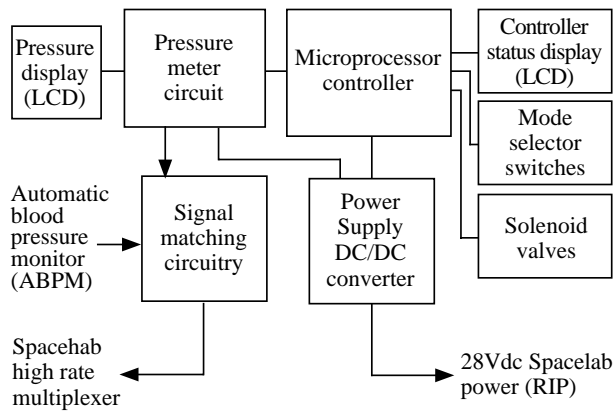 Pressure
display
(LCD)
Pressure
meter
circuit
Microprocessor
controller
Controller
status display
(LCD)
Mode
selector
switches
Solenoid
valves
Automatic
blood
pressure
monitor
(ABPM)
Signal
matching
circuitry
Power
Supply
DC/DC
converter
Spacehab
high rate
multiplexer
28Vdc Spacelab
power (RIP)